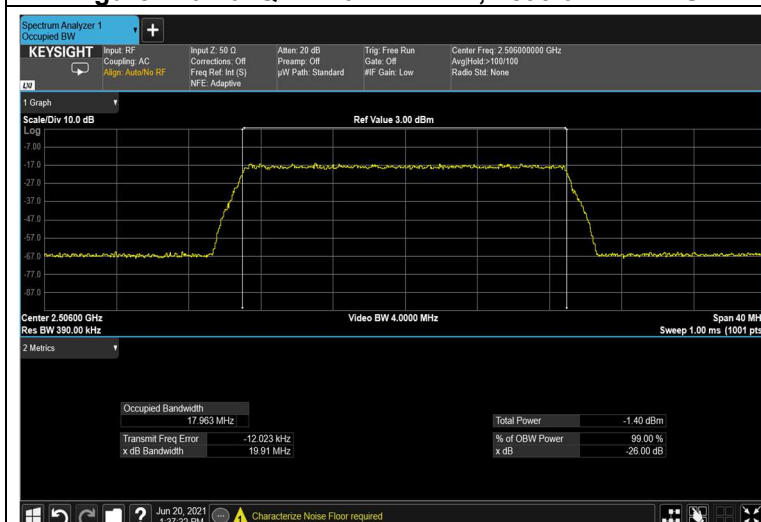 Spectrum Analyzer 1
Occupied BW
+
KEYSIGHT
LXI
Input: RF
Coupling: AC
Align: Auto/No RF
Input Z: 50 Ω
Corrections: Off
Freq Ref: Int (S)
NFE: Adaptive
Atten: 20 dB
Preamp: Off
µW Path: Standard
Trig: Free Run
Gate: Off
#IF Gain: Low
Center Freq: 2.506000000 GHz
Avg|Hold:>100/100
Radio Std: None
1 Graph
Scale/Div 10.0 dB
Ref Value 3.00 dBm
Log
-7.00
-17.0
-27.0
-37.0
-47.0
-57.0
-67.0
-77.0
-87.0
Center 2.50600 GHz
Video BW 4.0000 MHz
Span 40 MH
Res BW 390.00 kHz
Sweep 1.00 ms (1001 pts
2 Metrics
Occupied Bandwidth
17.963 MHz
Total Power -1.40 dBm
Transmit Freq Error -12.023 kHz
% of OBW Power 99.00 %
x dB Bandwidth 19.91 MHz
x dB -26.00 dB
?
Jun 20, 2021
1:37:22 PM
Characterize Noise Floor required